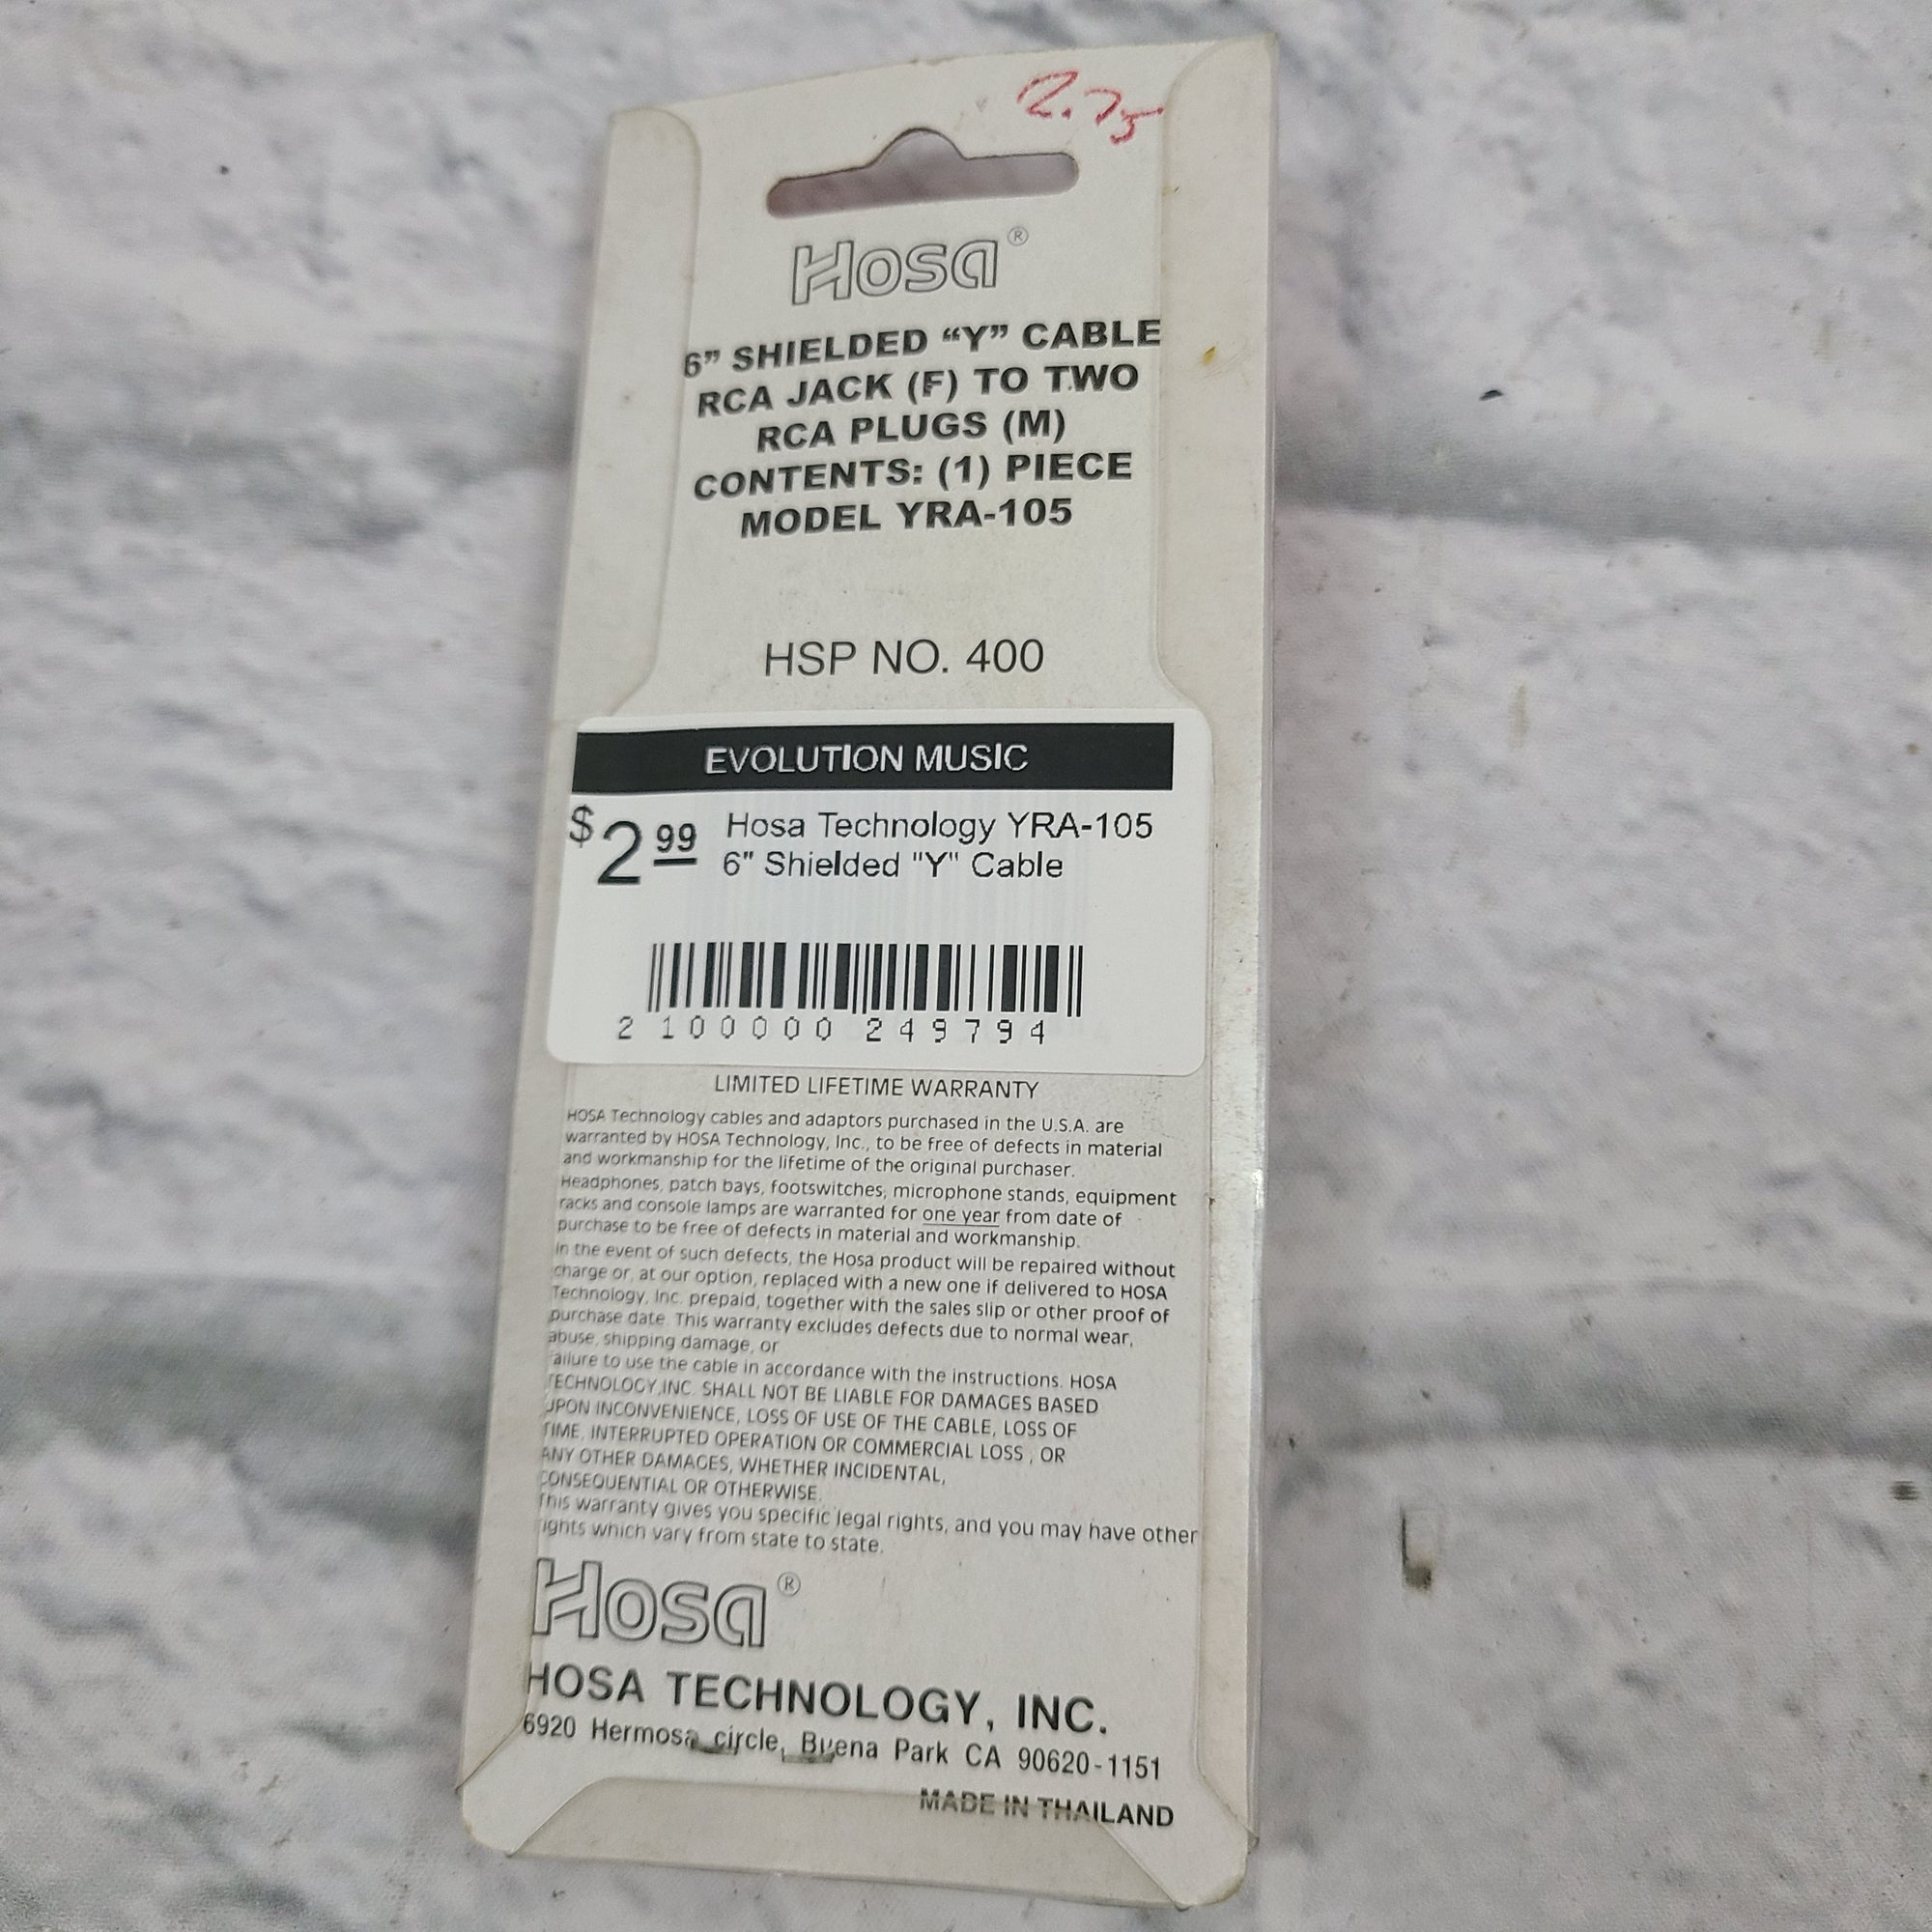 2.75
Hosa®
6" SHIELDED “Y” CABLE
RCA JACK (F) TO TWO
RCA PLUGS (M)
CONTENTS: (1) PIECE
MODEL YRA-105
HSP NO. 400
EVOLUTION MUSIC
$2 99 Hosa Technology YRA-105
6" Shielded "Y" Cable
2 100000 249794
LIMITED LIFETIME WARRANTY
HOSA Technology cables and adaptors purchased in the U.S.A. are
warranted by HOSA Technology, Inc., to be free of defects in material
and workmanship for the lifetime of the original purchaser.
Headphones, patch bays, footswitches, microphone stands, equipment
racks and console lamps are warranted for one year from date of
purchase to be free of defects in material and workmanship.
in the event of such defects, the Hosa product will be repaired without
charge or, at our option, replaced with a new one if delivered to HOSA
Technology, Inc. prepaid, together with the sales slip or other proof of
purchase date. This warranty excludes defects due to normal wear,
abuse, shipping damage, or
ailure to use the cable in accordance with the instructions. HOSA
TECHNOLOGY,INC. SHALL NOT BE LIABLE FOR DAMAGES BASED
UPON INCONVENIENCE, LOSS OF USE OF THE CABLE, LOSS OF
TIME, INTERRUPTED OPERATION OR COMMERCIAL LOSS , OR
ANY OTHER DAMAGES, WHETHER INCIDENTAL,
CONSEQUENTIAL OR OTHERWISE.
This warranty gives you specific legal rights, and you may have other
ights which vary from state to state.
Hosa®
HOSA TECHNOLOGY, INC.
6920 Hermosa circle, Buena Park CA 90620-1151
MADE IN THAILAND